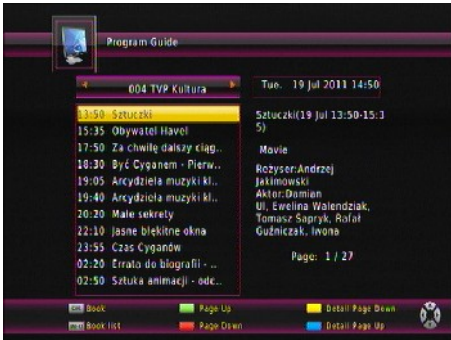 Program Guide
004 TVP Kultura
Tue. 19 Jul 2011 14:50
13:50 Sztuczki
15:35 Obywatel Havel
17:50 Za chwilę dalszy ciąg..
18:30 Być Cyganem - Pierw..
19:05 Arcydzieła muzyki kl..
19:40 Arcydzieła muzyki kl..
20:20 Małe sekrety
22:10 Jasne błękitne okna
23:55 Czas Cyganów
02:20 Errata do biografii - ..
02:50 Sztuka animacji - odc..
Sztuczki(19 Jul 13:50-15:3
5)
Movie
Reżyser:Andrzej
Jakimowski
Aktor:Damian
Ul, Ewelina Walendziak,
Tomasz Sapryk, Rafał
Guźniczak, Iwona
Page: 1 / 27
Book
Page Up
Detail Page Down
Book list
Page Down
Detail Page Up